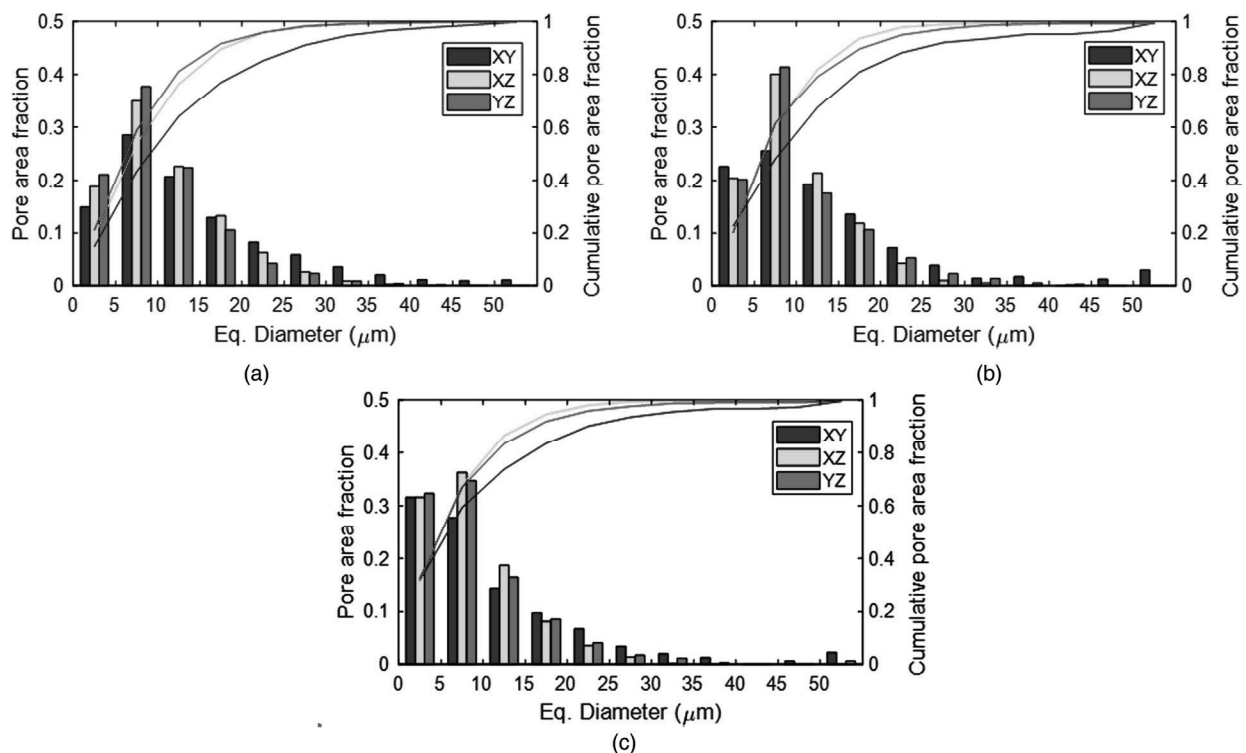 0.5 1
0.4 0.8
0.3 0.6
0.2 0.4
0.1 0.2
0 0
0 5 10 15 20 25 30 35 40 45 50
Pore area fraction
Cumulative pore area fraction
Eq. Diameter (μm)
XY
XZ
YZ
(a)
0.5 1
0.4 0.8
0.3 0.6
0.2 0.4
0.1 0.2
0 0
0 5 10 15 20 25 30 35 40 45 50
Pore area fraction
Cumulative pore area fraction
Eq. Diameter (μm)
XY
XZ
YZ
(b)
0.5 1
0.4 0.8
0.3 0.6
0.2 0.4
0.1 0.2
0 0
0 5 10 15 20 25 30 35 40 45 50
Pore area fraction
Cumulative pore area fraction
Eq. Diameter (μm)
XY
XZ
YZ
(c)